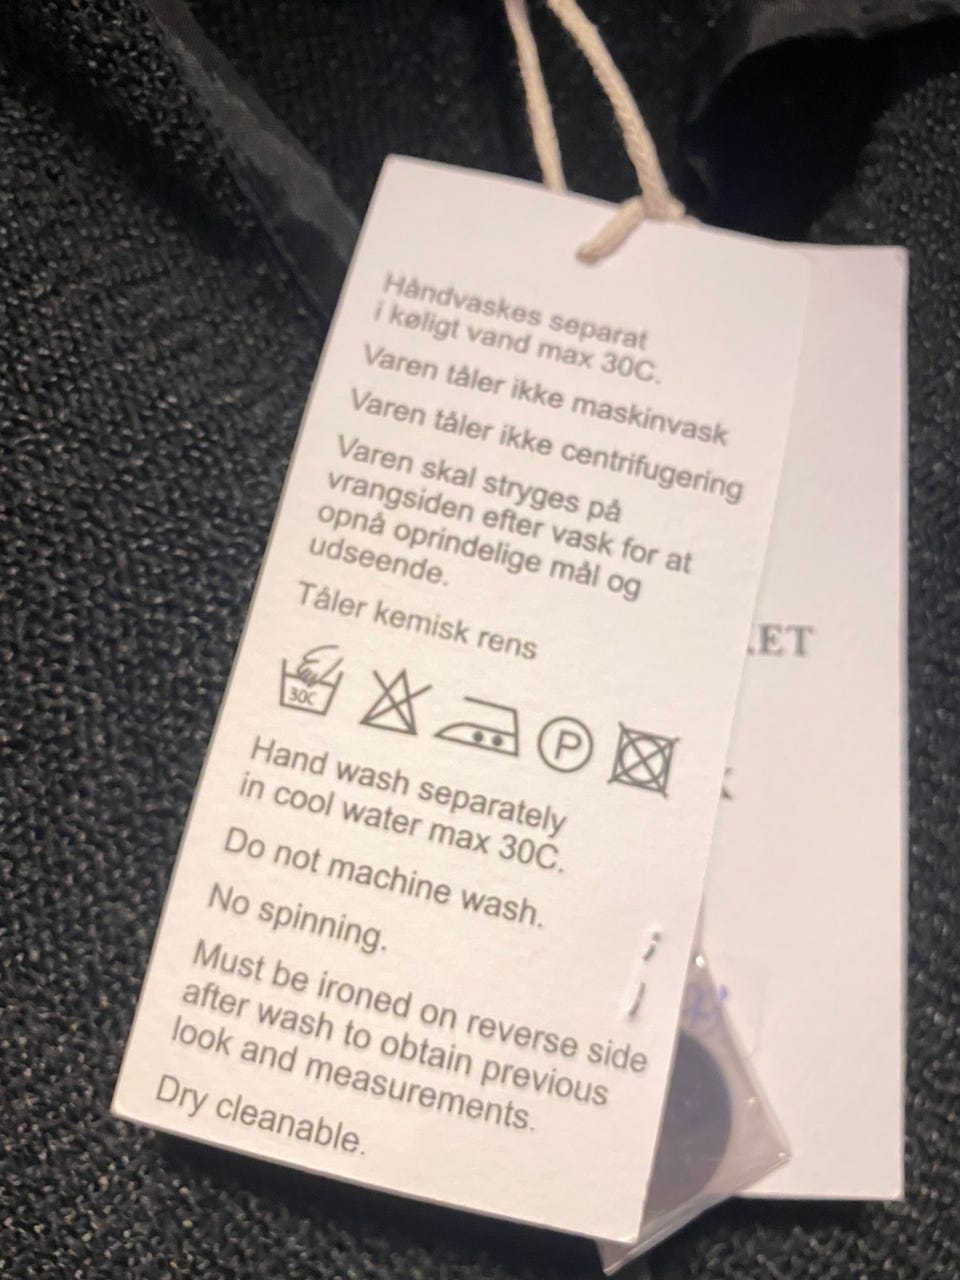 Håndvaskes separat
i køligt vand max 30C.
Varen tåler ikke maskinvask
Varen tåler ikke centrifugering
Varen skal stryges på
vrangsiden efter vask for at
opnå oprindelige mål og
udseende.
Tåler kemisk rens
30C
P
Hand wash separately
in cool water max 30C.
Do not machine wash.
No spinning.
Must be ironed on reverse side
after wash to obtain previous
look and measurements.
Dry cleanable.
ET